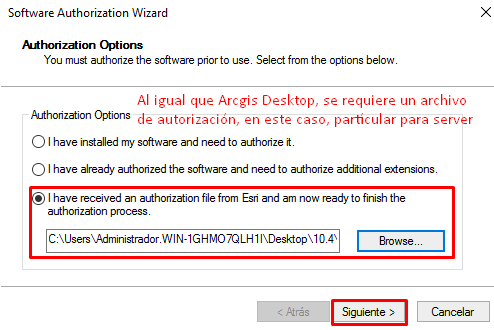 Software Authorization Wizard
Authorization Options
You must authorize the software prior to use. Select from the options below.
Al igual que Arcgis Desktop, se requiere un archivo
de autorización, en este caso, particular para server
Authorization Options
I have installed my software and need to authorize it.
I have already authorized the software and need to authorize additional extensions.
I have received an authorization file from Esri and am now ready to finish the
authorization process.
C:\Users\Administrador.WIN-1GHMO7QLH1I\Desktop\10.4\
Browse...
< Atrás
Siguiente >
Cancelar